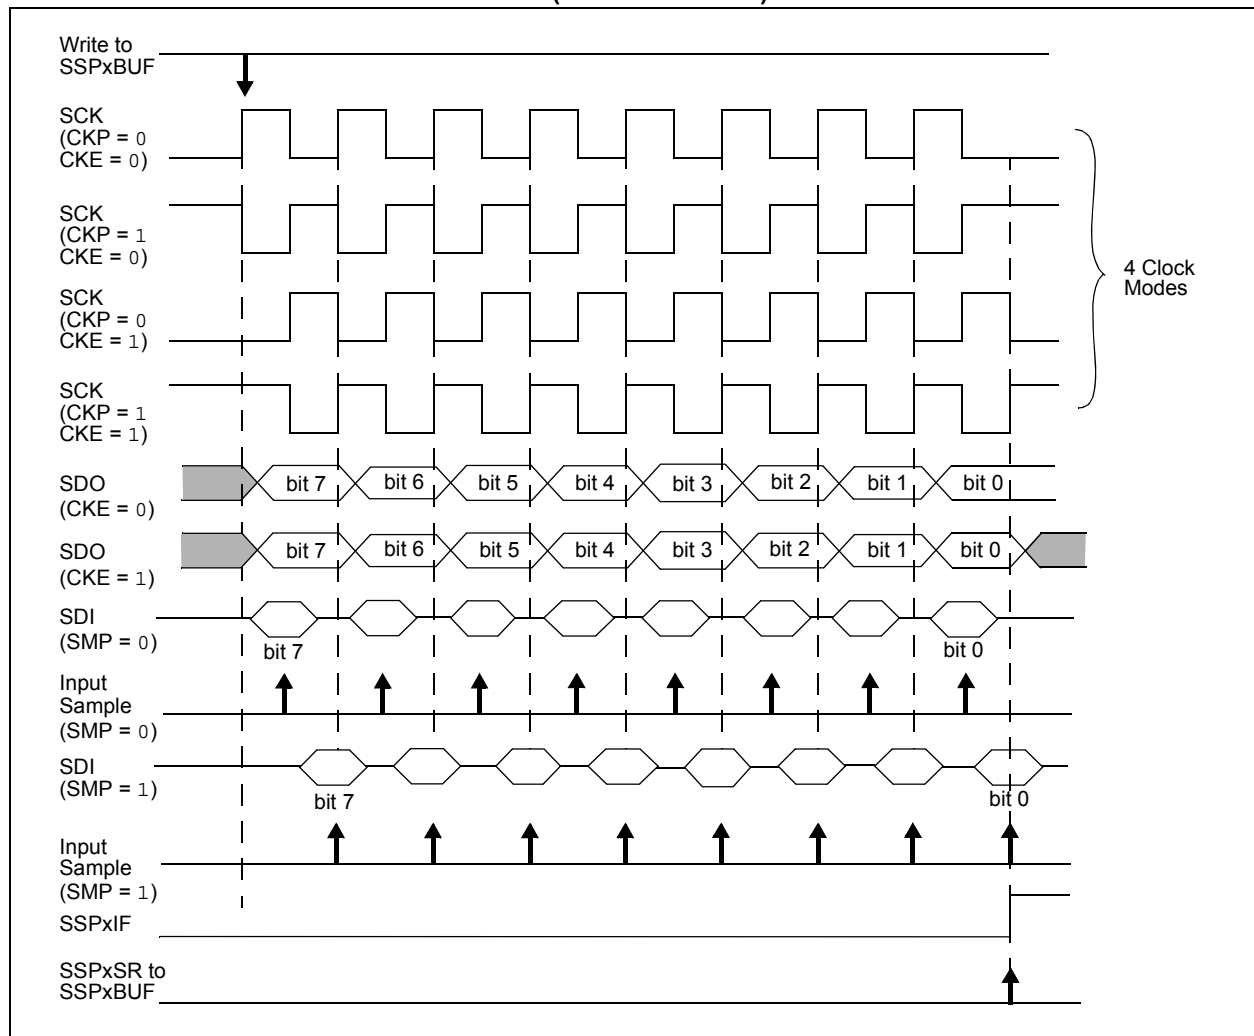 Write to
SSPxBUF
SCK
(CKP = 0
CKE = 0)
SCK
(CKP = 1
CKE = 0)
4 Clock
Modes
SCK
(CKP = 0
CKE = 1)
SCK
(CKP = 1
CKE = 1)
SDO
(CKE = 0)
bit 7 bit 6 bit 5 bit 4 bit 3 bit 2 bit 1 bit 0
SDO
(CKE = 1)
bit 7 bit 6 bit 5 bit 4 bit 3 bit 2 bit 1 bit 0
SDI
(SMP = 0)
bit 7 bit 0
Input
Sample
(SMP = 0)
SDI
(SMP = 1)
bit 7 bit 0
Input
Sample
(SMP = 1)
SSPxIF
SSPxSR to
SSPxBUF